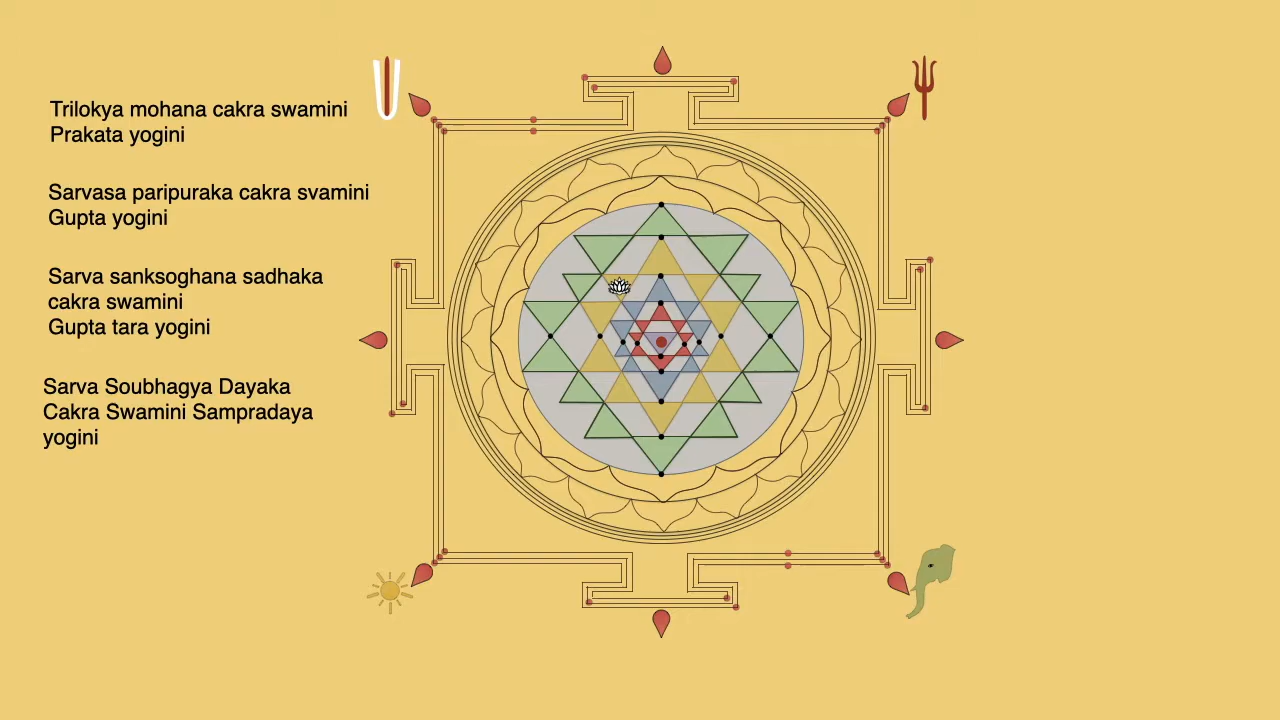 Trilokya mohana cakra swamini
Prakata yogini
Sarvasa paripuraka cakra svamini
Gupta yogini
Sarva sanksoghana sadhaka
cakra swamini
Gupta tara yogini
Sarva Soubhagya Dayaka
Cakra Swamini Sampradaya
yogini